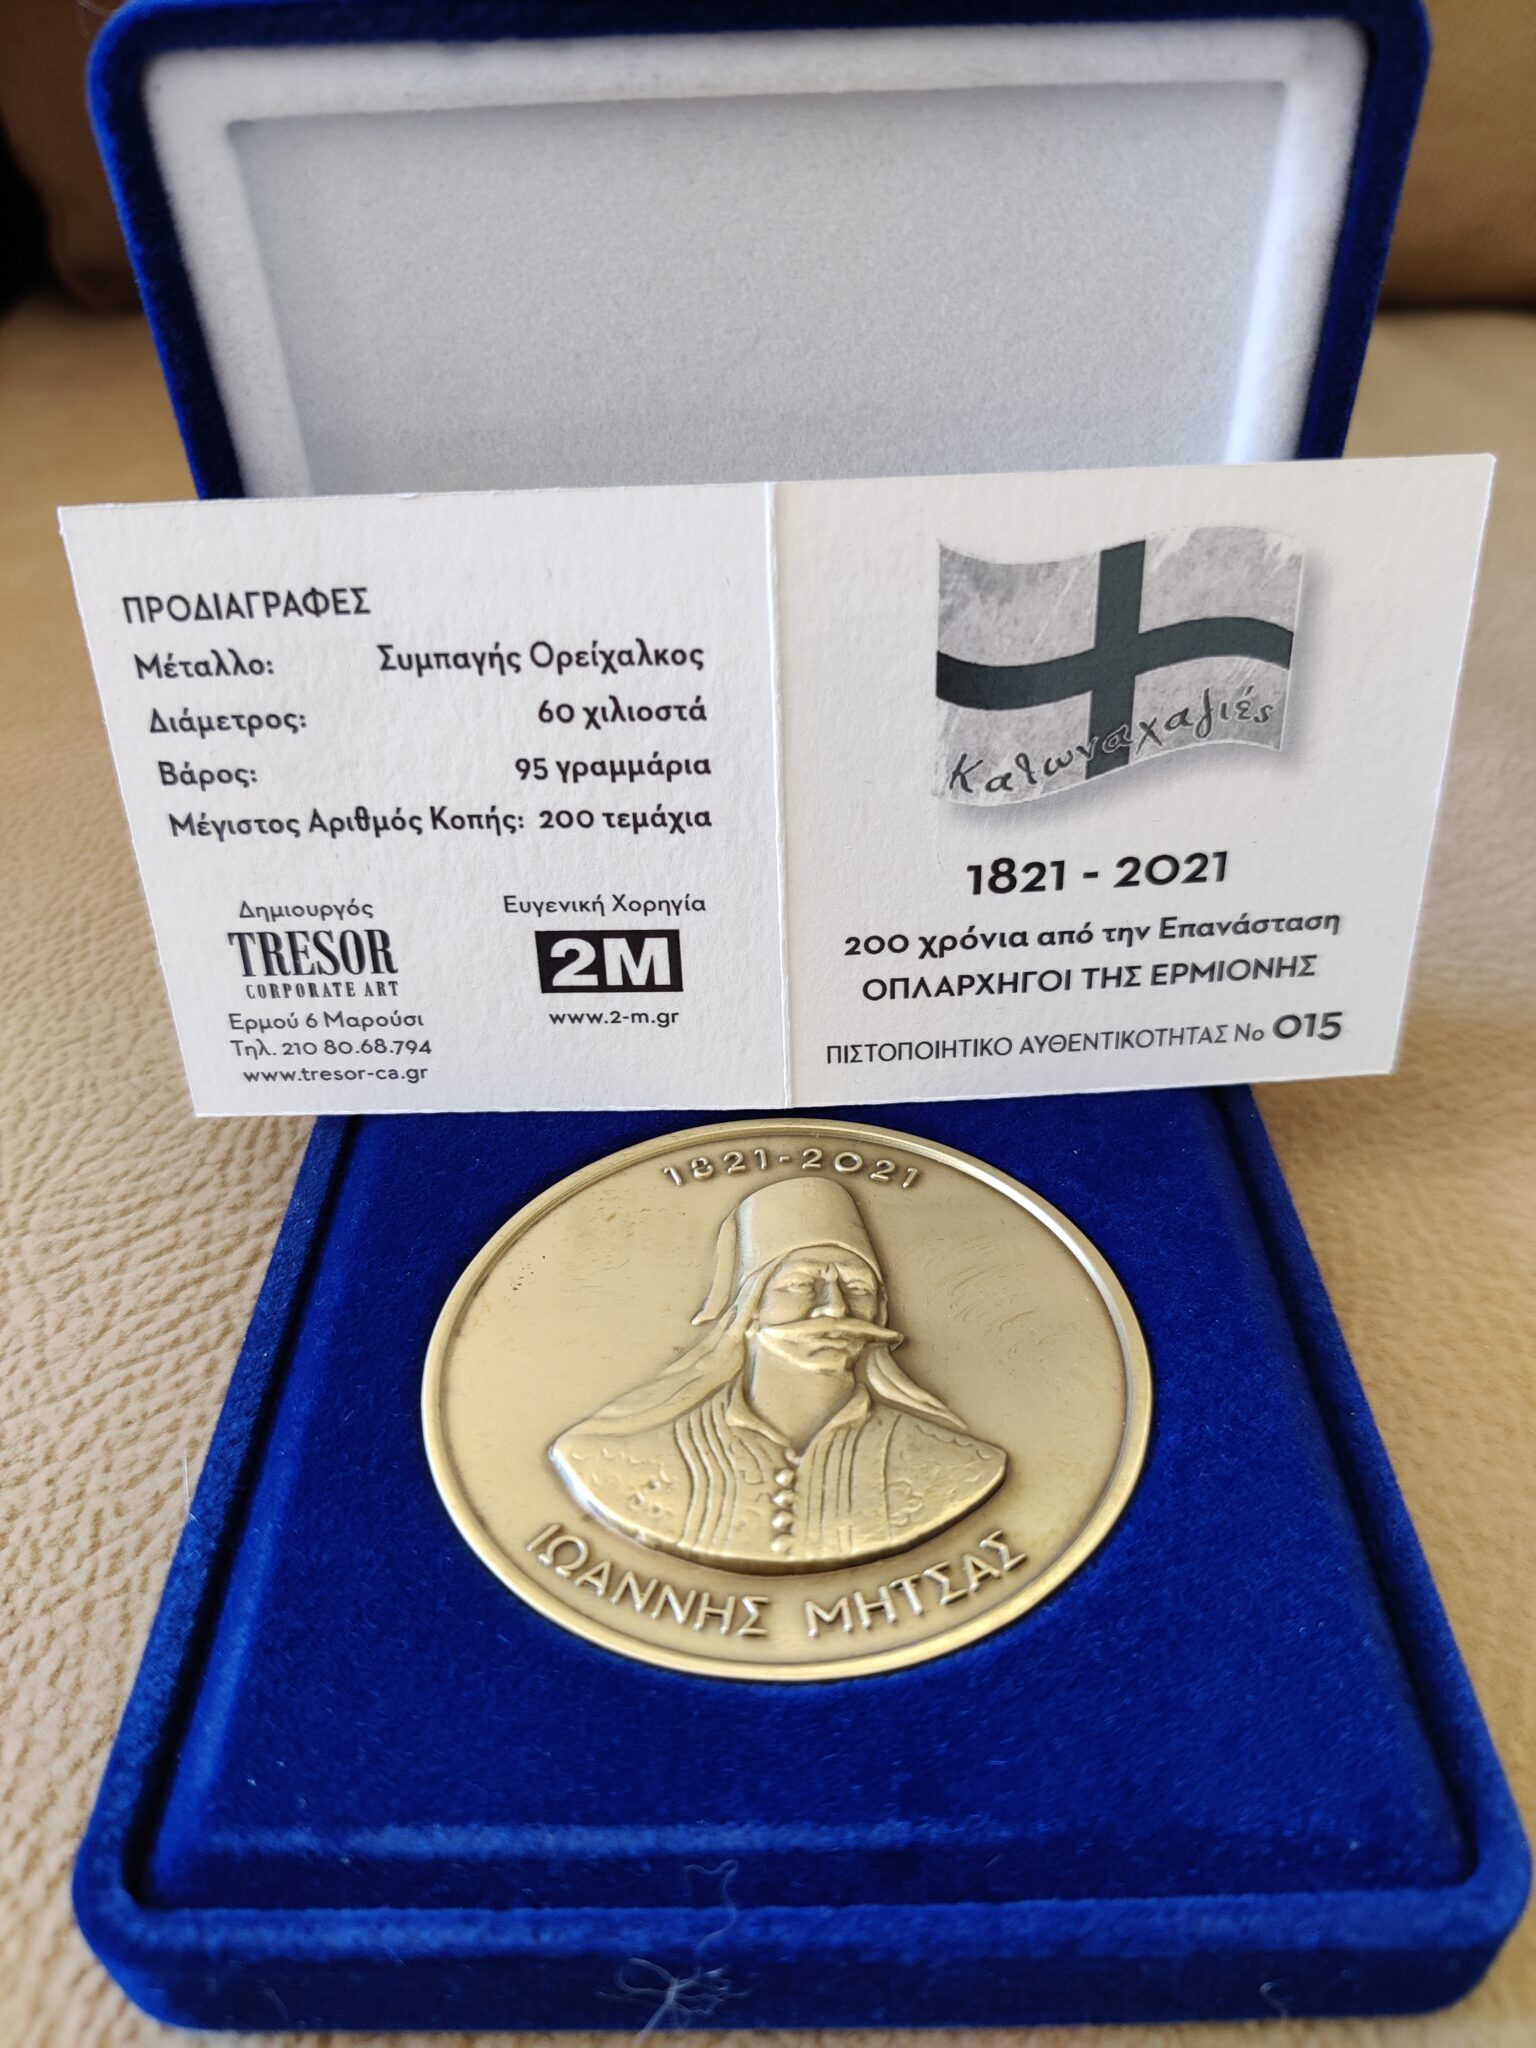 ΠΡΟΔΙΑΓΡΑΦΕΣ
Μέταλλο: Συμπαγής Ορείχαλκος
Διάμετρος: 60 χιλιοστά
Βάρος: 95 γραμμάρια
Μέγιστος Αριθμός Κοπής: 200 τεμάχια
Δημιουργός
TRESOR
CORPORATE ART
Ερμού 6 Μαρούσι
Τηλ. 210 80.68.794
www.tresor-ca.gr
Ευγενική Χορηγία
2M
www.2-m.gr
Κατωναχαγιές
1821 - 2021
200 χρόνια από την Επανάσταση
ΟΠΛΑΡΧΗΓΟΙ ΤΗΣ ΕΡΜΙΟΝΗΣ
ΠΙΣΤΟΠΟΙΗΤΙΚΟ ΑΥΘΕΝΤΙΚΟΤΗΤΑΣ Νο 015
1821-2021
ΙΩΑΝΝΗΣ ΜΗΤΣΑΣ